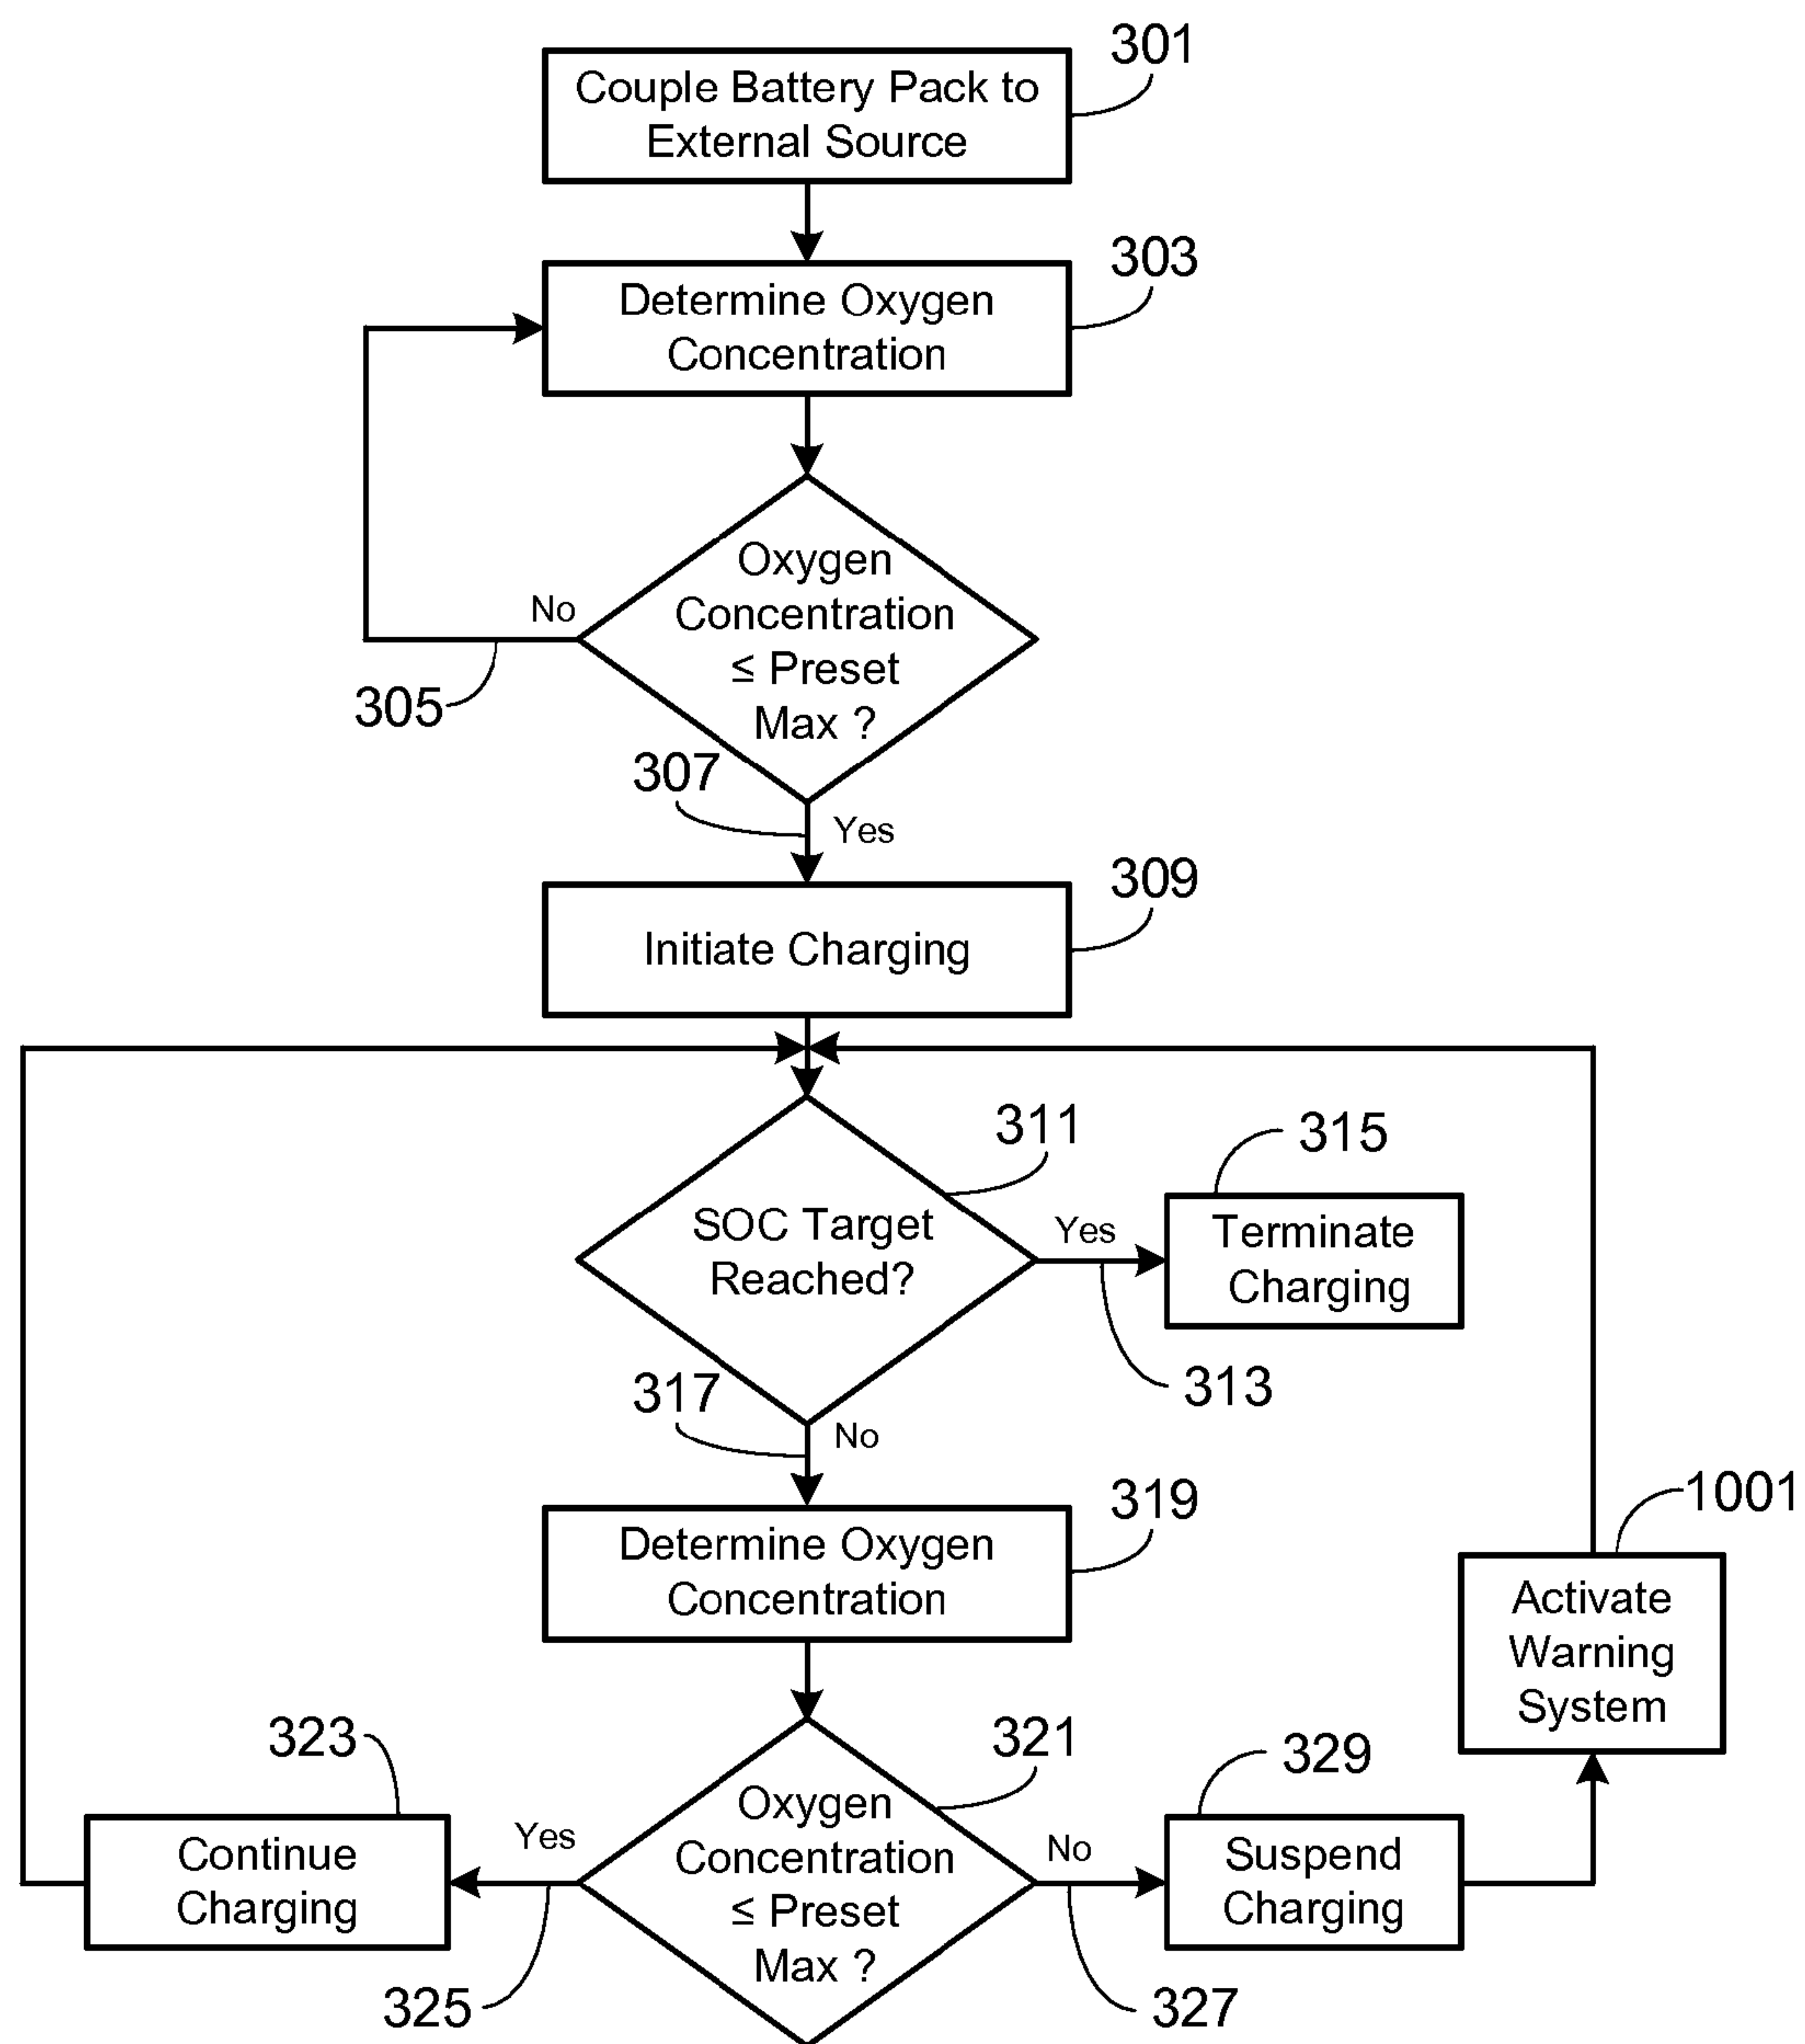 301
Couple Battery Pack to
External Source
303
Determine Oxygen
Concentration
Oxygen
Concentration
≤ Preset
Max ?
No
305
307
Yes
309
Initiate Charging
311
SOC Target
Reached?
Yes
313
315
Terminate
Charging
317
No
319
Determine Oxygen
Concentration
321
Oxygen
Concentration
≤ Preset
Max ?
Yes
325
323
Continue
Charging
No
327
329
Suspend
Charging
1001
Activate
Warning
System